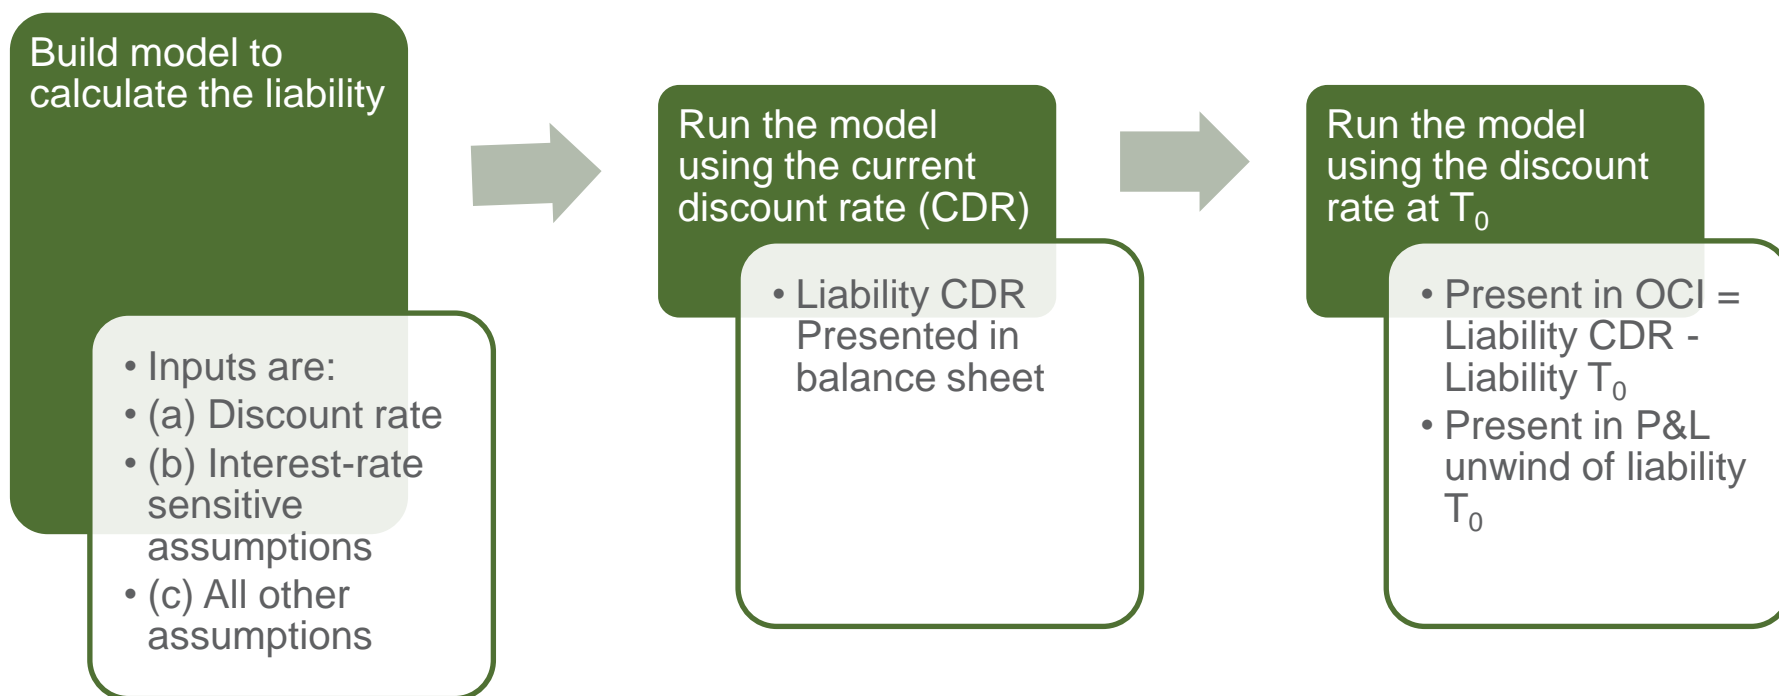 Build model to
calculate the liability
• Inputs are:
• (a) Discount rate
• (b) Interest-rate
sensitive
assumptions
• (c) All other
assumptions
Run the model
using the current
discount rate (CDR)
• Liability CDR
Presented in
balance sheet
Run the model
using the discount
rate at T₀
• Present in OCI =
Liability CDR -
Liability T₀
• Present in P&L
unwind of liability
T₀